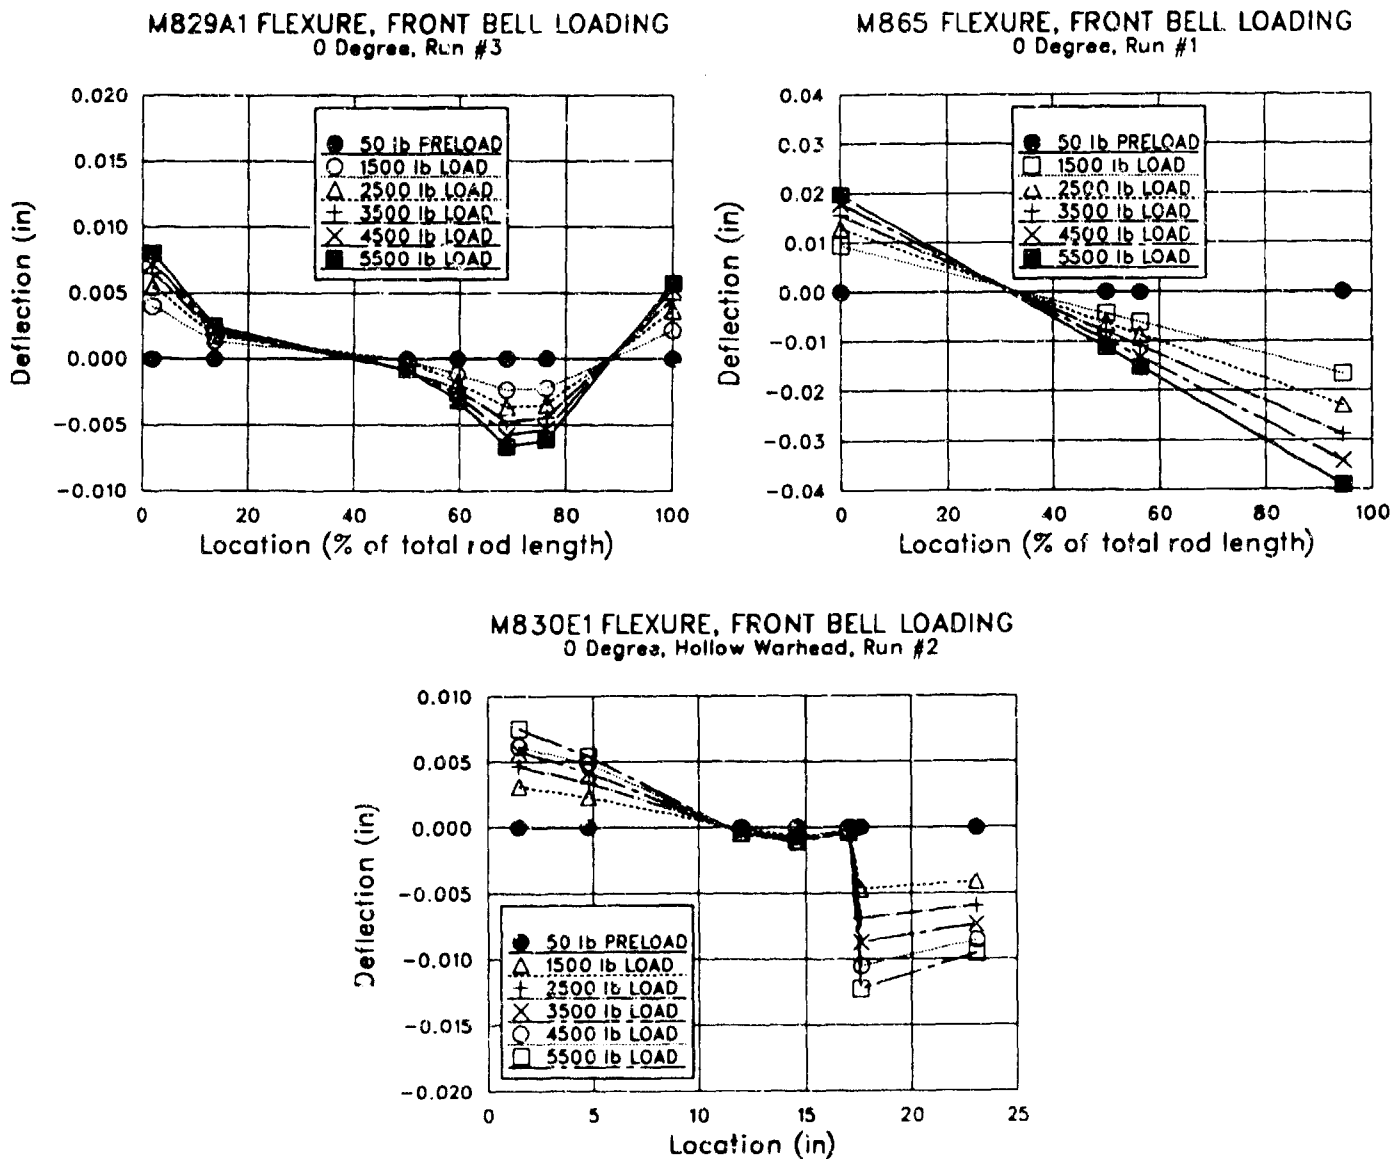 M829A1 FLEXURE, FRONT BELL LOADING
0 Degree, Run #3
0.020
0.015
0.010
0.005
0.000
-0.005
-0.010
Deflection (in)
50 lb PRELOAD
1500 lb LOAD
2500 lb LOAD
3500 lb LOAD
4500 lb LOAD
5500 lb LOAD
0 20 40 60 80 100
Location (% of total rod length)
M865 FLEXURE, FRONT BELL LOADING
0 Degree, Run #1
0.04
0.03
0.02
0.01
0.00
-0.01
-0.02
-0.03
-0.04
Deflection (in)
50 lb PRELOAD
1500 lb LOAD
2500 lb LOAD
3500 lb LOAD
4500 lb LOAD
5500 lb LOAD
0 20 40 60 80 100
Location (% of total rod length)
M830E1 FLEXURE, FRONT BELL LOADING
0 Degree, Hollow Warhead, Run #2
0.010
0.005
0.000
-0.005
-0.010
-0.015
-0.020
Deflection (in)
50 lb PRELOAD
1500 lb LOAD
2500 lb LOAD
3500 lb LOAD
4500 lb LOAD
5500 lb LOAD
0 5 10 15 20 25
Location (in)